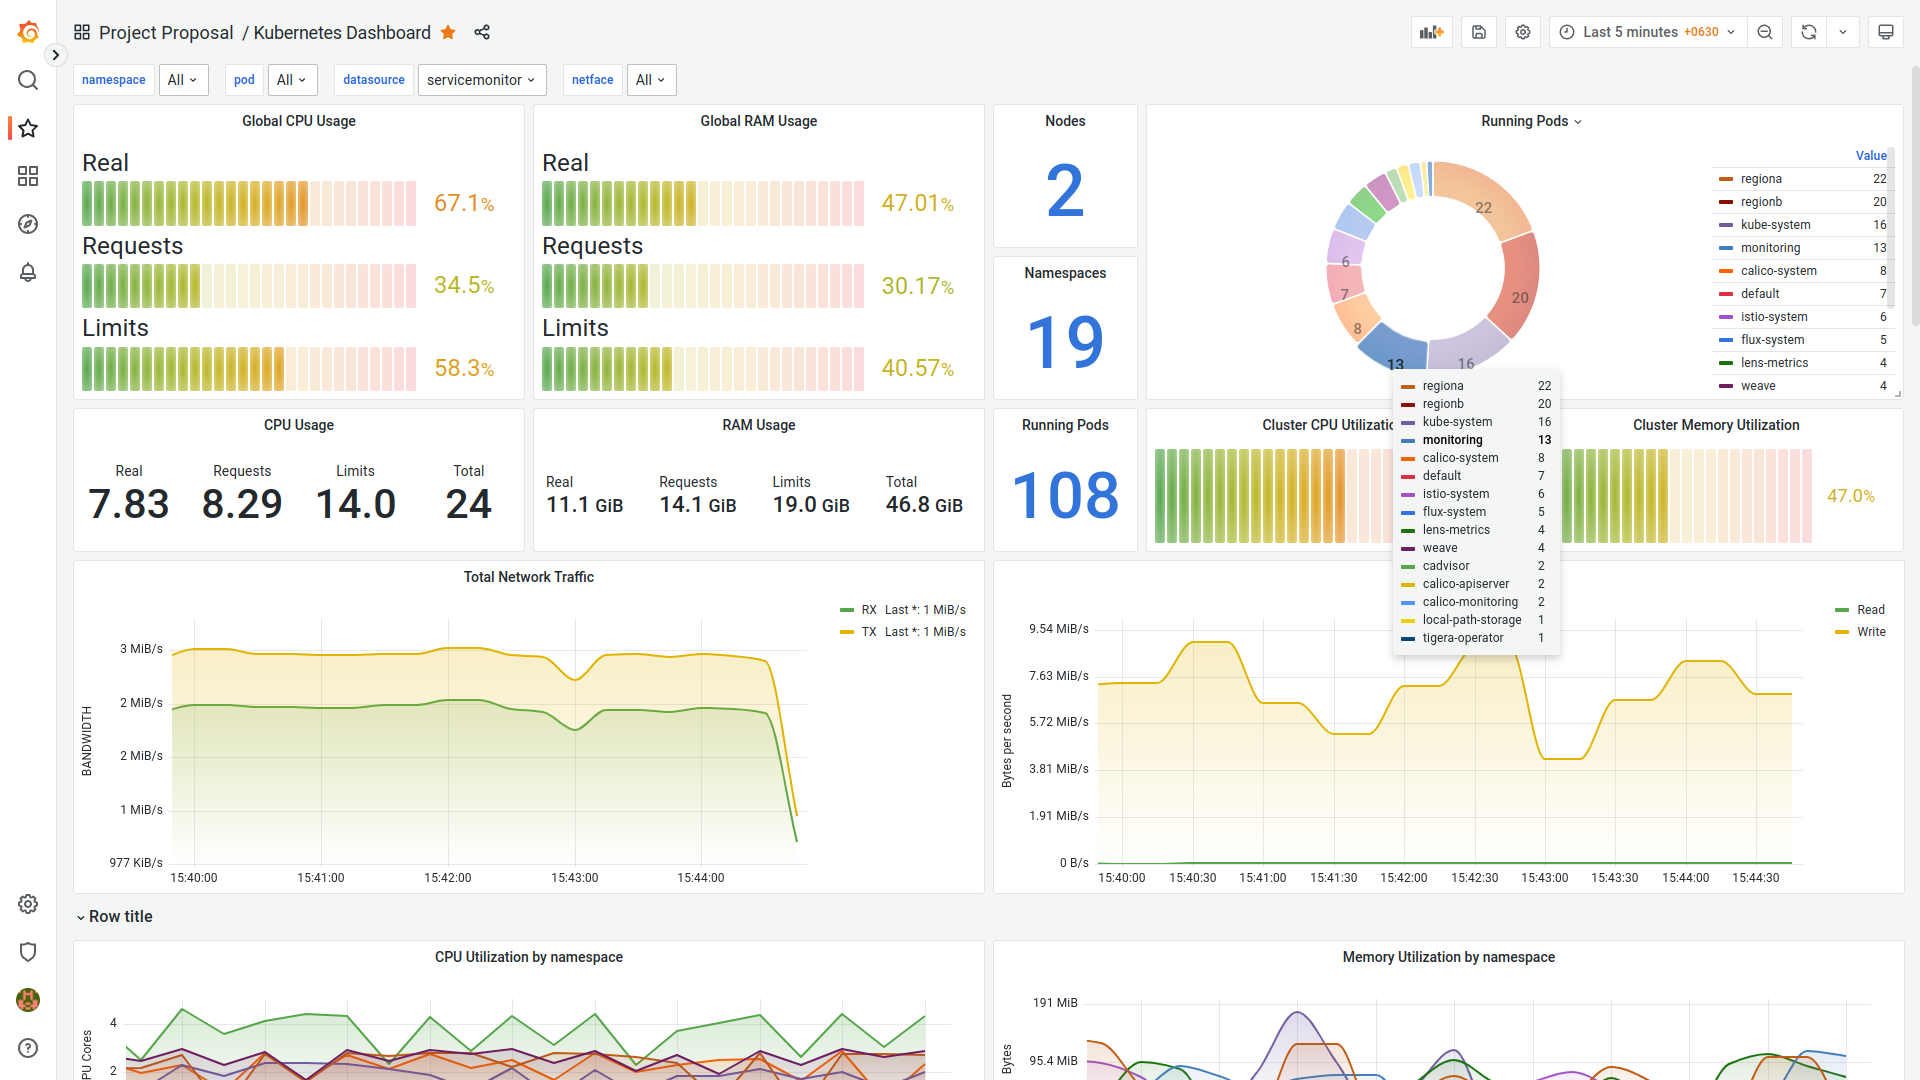 Project Proposal / Kubernetes Dashboard
Last 5 minutes +0630
namespace All pod All datasource servicemonitor netface All
Global CPU Usage
Real
67.1%
Requests
34.5%
Limits
58.3%
Global RAM Usage
Real
47.01%
Requests
30.17%
Limits
40.57%
Nodes
2
Namespaces
19
Running Pods
22
20
16
13
8
7
6
Value
regiona 22
regionb 20
kube-system 16
monitoring 13
calico-system 8
default 7
istio-system 6
flux-system 5
lens-metrics 4
weave 4
CPU Usage
Real Requests Limits Total
7.83 8.29 14.0 24
RAM Usage
Real Requests Limits Total
11.1 GiB 14.1 GiB 19.0 GiB 46.8 GiB
Running Pods
108
Cluster CPU Utilizatio
Cluster Memory Utilization
47.0%
regiona 22
regionb 20
kube-system 16
monitoring 13
calico-system 8
default 7
istio-system 6
flux-system 5
lens-metrics 4
weave 4
cadvisor 2
calico-apiserver 2
calico-monitoring 2
local-path-storage 1
tigera-operator 1
Total Network Traffic
RX Last *: 1 MiB/s
TX Last *: 1 MiB/s
BANDWIDTH
3 MiB/s
2 MiB/s
2 MiB/s
1 MiB/s
977 KiB/s
15:40:00 15:41:00 15:42:00 15:43:00 15:44:00
Read
Write
Bytes per second
9.54 MiB/s
7.63 MiB/s
5.72 MiB/s
3.81 MiB/s
1.91 MiB/s
0 B/s
15:40:00 15:40:30 15:41:00 15:41:30 15:42:00 15:42:30 15:43:00 15:43:30 15:44:00 15:44:30
Row title
CPU Utilization by namespace
PU Cores
4
2
Memory Utilization by namespace
Bytes
191 MiB
95.4 MiB